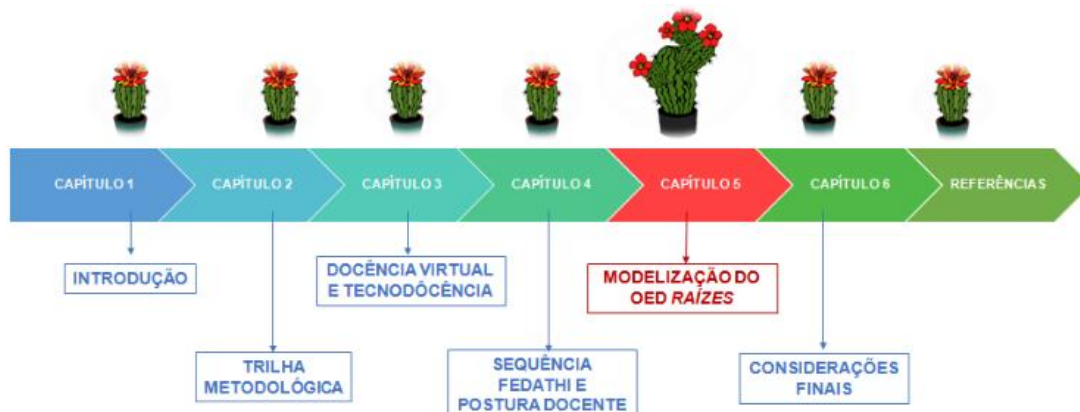 CAPÍTULO 1
CAPÍTULO 2
CAPÍTULO 3
CAPÍTULO 4
CAPÍTULO 5
CAPÍTULO 6
REFERÊNCIAS
INTRODUÇÃO
DOCÊNCIA VIRTUAL
E TECNODÔCÊNCIA
MODELIZAÇÃO DO
OED RAÍZES
TRILHA
METODOLÓGICA
SEQUÊNCIA
FEDATHI E
POSTURA DOCENTE
CONSIDERAÇÕES
FINAIS